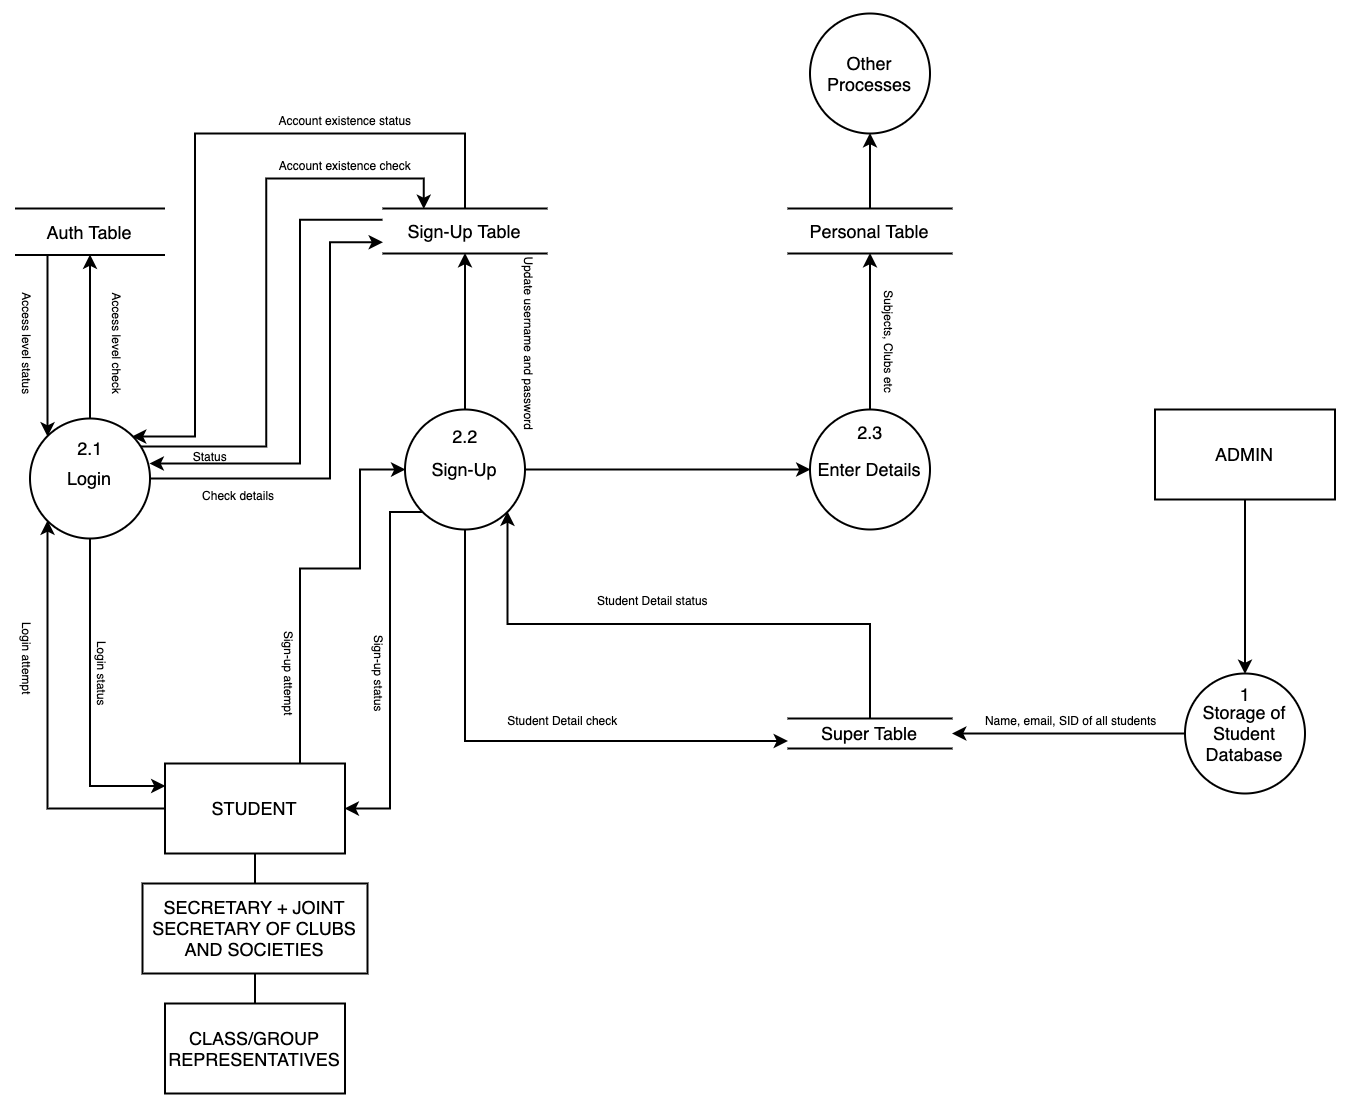 Other
Processes
Account existence status
Account existence check
Auth Table
Sign-Up Table
Personal Table
Access level status
Access level check
Update username and password
Subjects, Clubs etc
2.1
Login
Status
Check details
2.2
Sign-Up
2.3
Enter Details
ADMIN
Student Detail status
Login attempt
Login status
Sign-up attempt
Sign-up status
Student Detail check
Super Table
Name, email, SID of all students
1
Storage of
Student
Database
STUDENT
SECRETARY + JOINT
SECRETARY OF CLUBS
AND SOCIETIES
CLASS/GROUP
REPRESENTATIVES